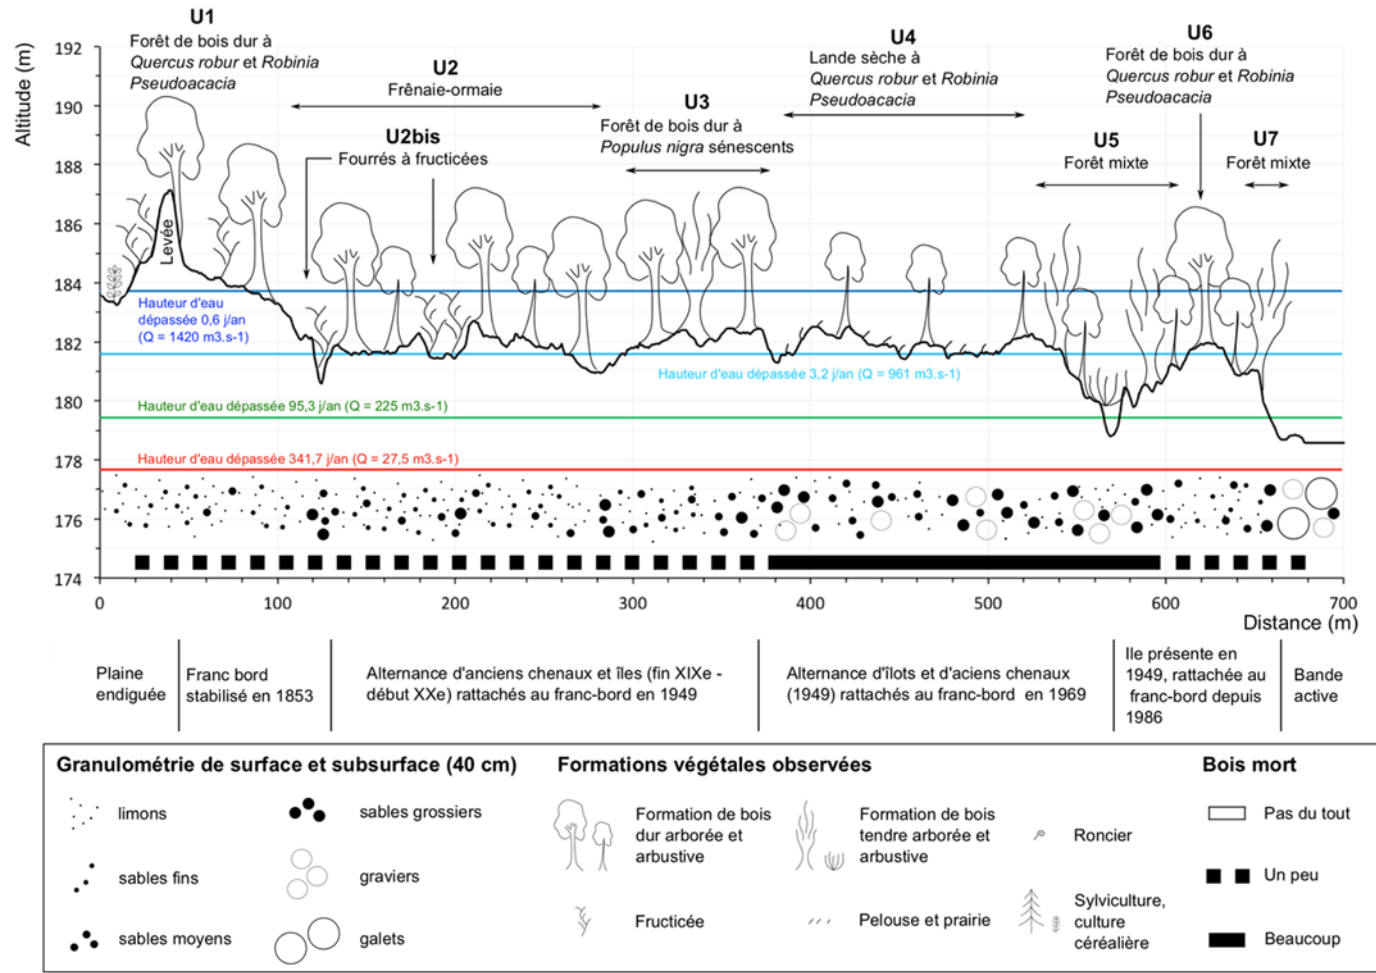 U1
Forêt de bois dur à
Quercus robur et Robinia
Pseudoacacia
U2
Frênaie-ormaie
U2bis
Fourrés à fructicées
U3
Forêt de bois dur à
Populus nigra sénescents
U4
Lande sèche à
Quercus robur et Robinia
Pseudoacacia
U6
Forêt de bois dur à
Quercus robur et Robinia
Pseudoacacia
U5
Forêt mixte
U7
Forêt mixte
Altitude (m)
192
190
188
186
184
182
180
178
176
174
Levée
Hauteur d'eau
dépassée 0,6 j/an
(Q = 1420 m3.s-1)
Hauteur d'eau dépassée 3,2 j/an (Q = 961 m3.s-1)
Hauteur d'eau dépassée 95,3 j/an (Q = 225 m3.s-1)
Hauteur d'eau dépassée 341,7 j/an (Q = 27,5 m3.s-1)
0 100 200 300 400 500 600 700
Distance (m)
Plaine
endiguée
Franc bord
stabilisé en 1853
Alternance d'anciens chenaux et îles (fin XIXe -
début XXe) rattachés au franc-bord en 1949
Alternance d'îlots et d'aciens chenaux
(1949) rattachés au franc-bord en 1969
Ile présente en
1949, rattachée au
franc-bord depuis
1986
Bande
active
Granulométrie de surface et subsurface (40 cm)
limons
sables fins
sables moyens
sables grossiers
graviers
galets
Formations végétales observées
Formation de bois
dur arborée et
arbustive
Fructicée
Formation de bois
tendre arborée et
arbustive
Pelouse et prairie
Roncier
Sylviculture,
culture
céréalière
Bois mort
Pas du tout
Un peu
Beaucoup